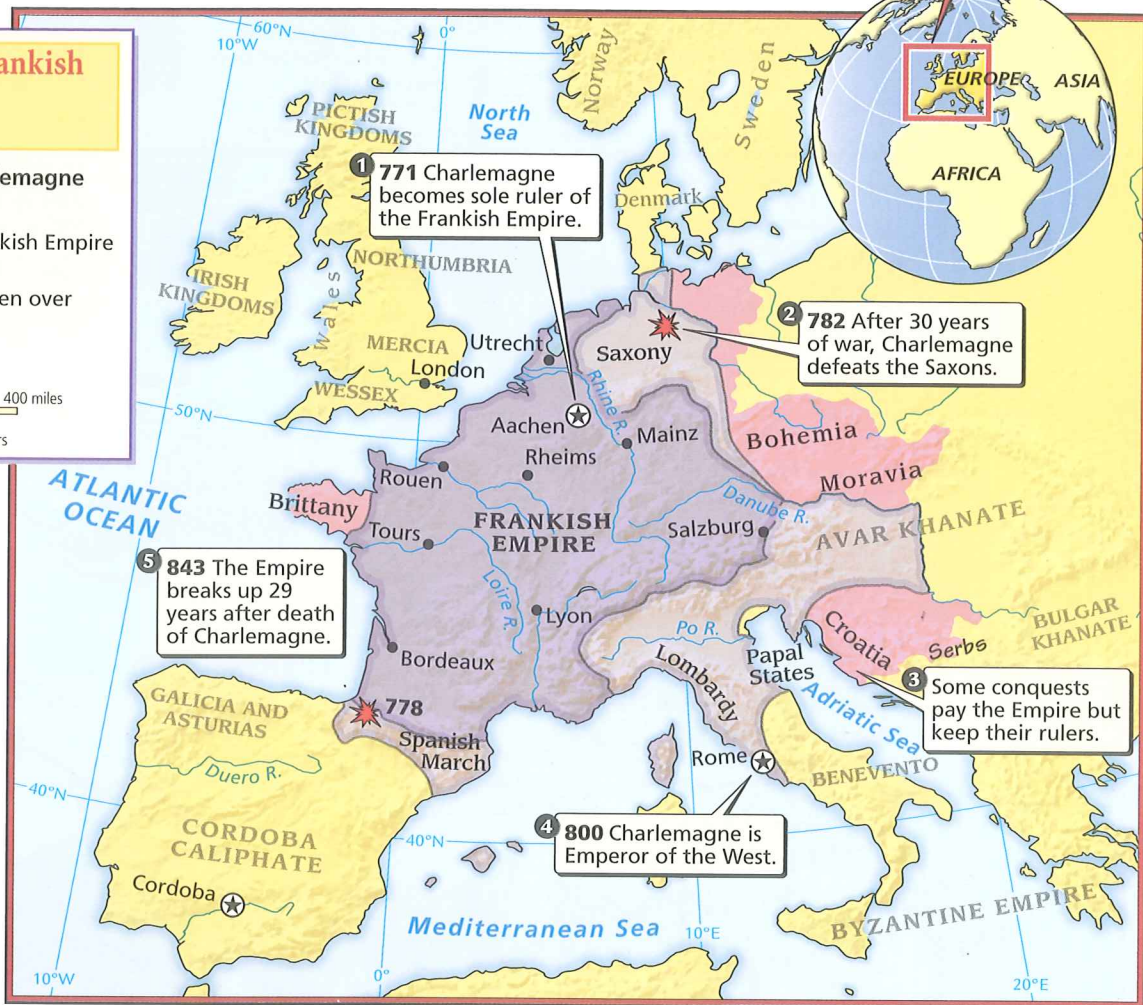 ankish
lemagne
kish Empire
en over
400 miles
rs
60°N
10°W
0°
Norway
Sweden
EUROPE
ASIA
AFRICA
PICTISH
KINGDOMS
North
Sea
1 771 Charlemagne
becomes sole ruler of
the Frankish Empire.
Denmark
IRISH
KINGDOMS
Wales
NORTHUMBRIA
MERCIA
London
WESSEX
Utrecht
Saxony
2 782 After 30 years
of war, Charlemagne
defeats the Saxons.
50°N
Aachen
Rhine R.
Mainz
Rheims
Rouen
Bohemia
Moravia
ATLANTIC
OCEAN
Brittany
Tours
FRANKISH
EMPIRE
Danube R.
Salzburg
AVAR KHANATE
5 843 The Empire
breaks up 29
years after death
of Charlemagne.
Loire R.
Lyon
Bordeaux
Po R.
Lombardy
Papal
States
Croatia
Serbs
BULGAR
KHANATE
Adriatic Sea
3 Some conquests
pay the Empire but
keep their rulers.
GALICIA AND
ASTURIAS
778
Spanish
March
Duero R.
Rome
BENEVENTO
40°N
40°N
4 800 Charlemagne is
Emperor of the West.
CORDOBA
CALIPHATE
Cordoba
Mediterranean Sea
BYZANTINE EMPIRE
10°W
0°
10°E
20°E